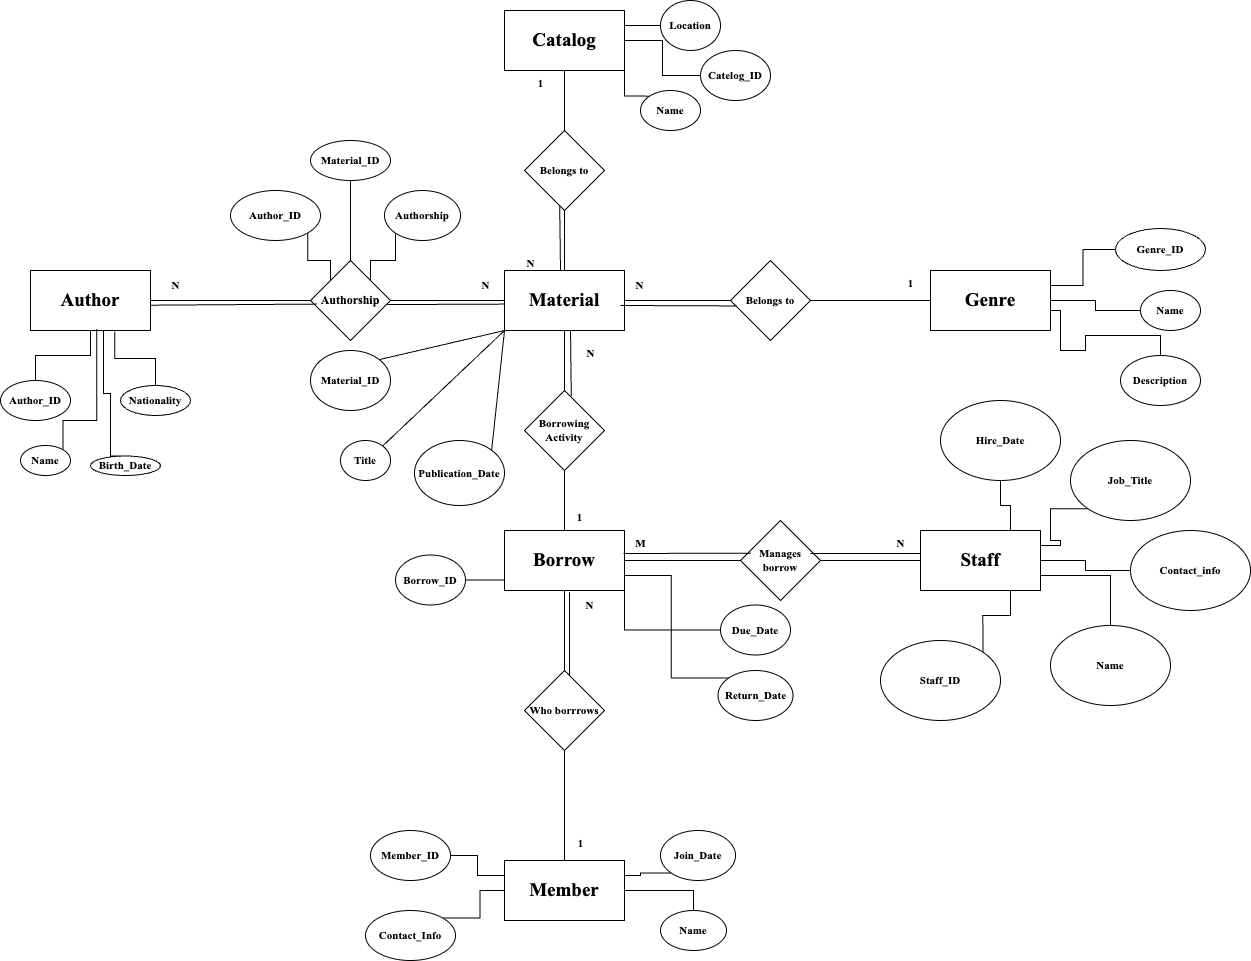 Location
Catalog
Catelog_ID
1
Name
Material_ID
Belongs to
Author_ID
Authorship
Genre_ID
N
N
N
N
1
Author
Authorship
Material
Belongs to
Genre
Name
N
Material_ID
Description
Author_ID
Nationality
Borrowing
Activity
Hire_Date
Name
Birth_Date
Title
Publication_Date
Job_Title
1
M
N
Borrow
Manages
borrow
Staff
Contact_info
Borrow_ID
N
Due_Date
Name
Staff_ID
Return_Date
Who borrrows
1
Member_ID
Join_Date
Member
Contact_Info
Name